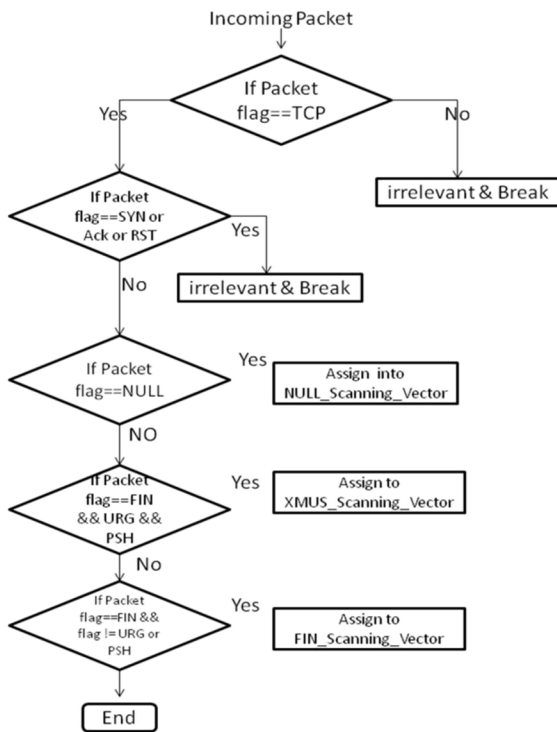 Incoming Packet
If Packet
flag==TCP
Yes
No
irrelevant & Break
If Packet
flag==SYN or
Ack or RST
Yes
irrelevant & Break
No
If Packet
flag==NULL
Yes
Assign into
NULL_Scanning_Vector
NO
If Packet
flag==FIN
&& URG &&
PSH
Yes
Assign to
XMUS_Scanning_Vector
No
If Packet
flag==FIN &&
flag != URG or
PSH
Yes
Assign to
FIN_Scanning_Vector
End